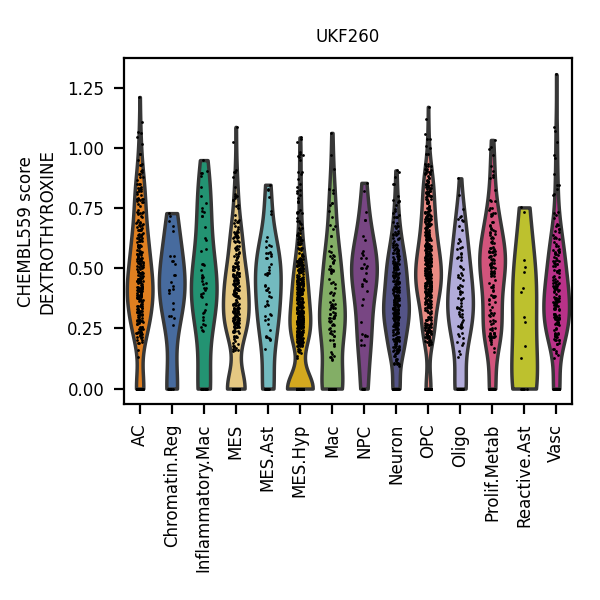 UKF260
CHEMBL559 score
DEXTROTHYROXINE
1.25
1.00
0.75
0.50
0.25
0.00
AC
Chromatin.Reg
Inflammatory.Mac
MES
MES.Ast
MES.Hyp
Mac
NPC
Neuron
OPC
Oligo
Prolif.Metab
Reactive.Ast
Vasc